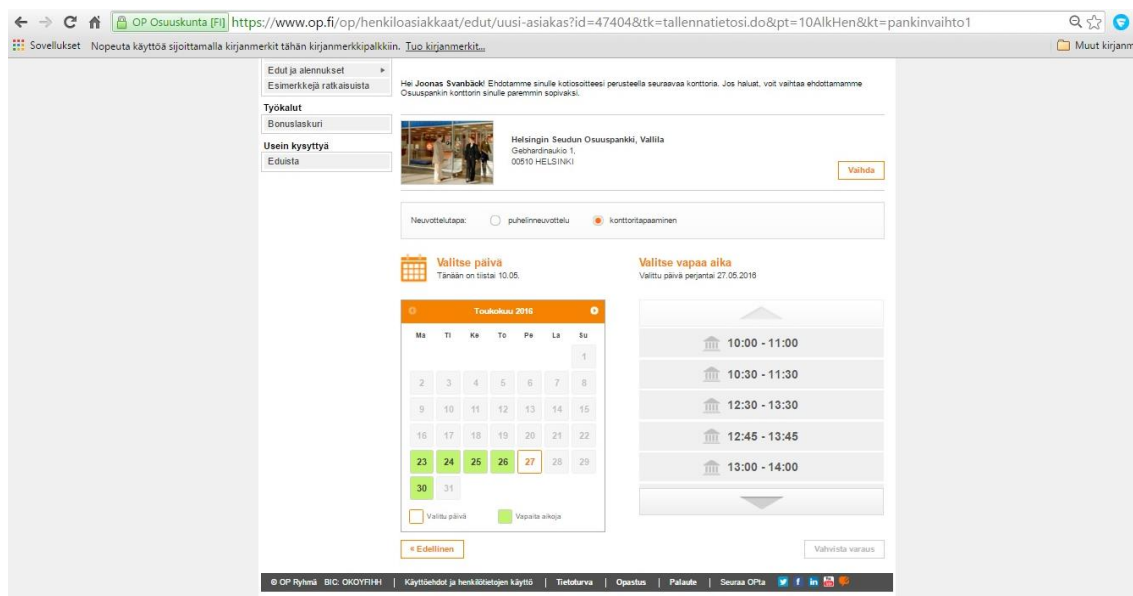 OP Osuuskunta [FI] https://www.op.fi/op/henkiloasiakkaat/edut/uusi-asiakas?id=47404&tk=tallennatietosi.do&pt=10AlkHen&kt=pankinvaihto1
Sovellukset Nopeuta käyttöä sijoittamalla kirjanmerkit tähän kirjanmerkkipalkkiin. Tuo kirjanmerkit... Muut kirjanm
Edut ja alennukset
Esimerkkejä ratkaisuista
Työkalut
Bonuslaskuri
Usein kysyttyä
Eduista
Hei Joonas Svanbäck! Ehdotamme sinulle kotiosoitteesi perusteella seuraavaa konttoria. Jos haluat, voit vaihtaa ehdottamamme
Osuuspankin konttorin sinulle paremmin sopivaksi.
Helsingin Seudun Osuuspankki, Vallila
Gebhardinaukio 1,
00510 HELSINKI
Vaihda
Neuvottelutapa: puhelinneuvottelu konttoritapaaminen
Valitse päivä
Tänään on tiistai 10.05.
Toukokuu 2016
Ma Ti Ke To Pe La Su
1
2 3 4 5 6 7 8
9 10 11 12 13 14 15
16 17 18 19 20 21 22
23 24 25 26 27 28 29
30 31
Valittu päivä Vapaita aikoja
Valitse vapaa aika
Valittu päivä perjantai 27.05.2016
10:00 - 11:00
10:30 - 11:30
12:30 - 13:30
12:45 - 13:45
13:00 - 14:00
« Edellinen
Vahvista varaus
© OP Ryhmä BIC: OKOYFIHH | Käyttöehdot ja henkilötietojen käyttö | Tietoturva | Opastus | Palaute | Seuraa OPta